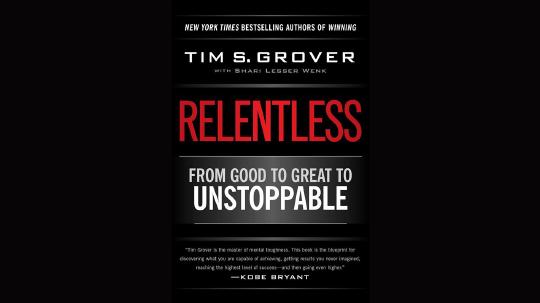 NEW YORK TIMES BESTSELLING AUTHORS OF WINNING
TIM S. GROVER
WITH SHARI LESSER WENK
RELENTLESS
FROM GOOD TO GREAT TO
UNSTOPPABLE
"Tim Grover is the master of mental toughness. This book is the blueprint for
discovering what you are capable of achieving, getting results you never imagined,
reaching the highest level of success—and then going even higher."
—KOBE BRYANT